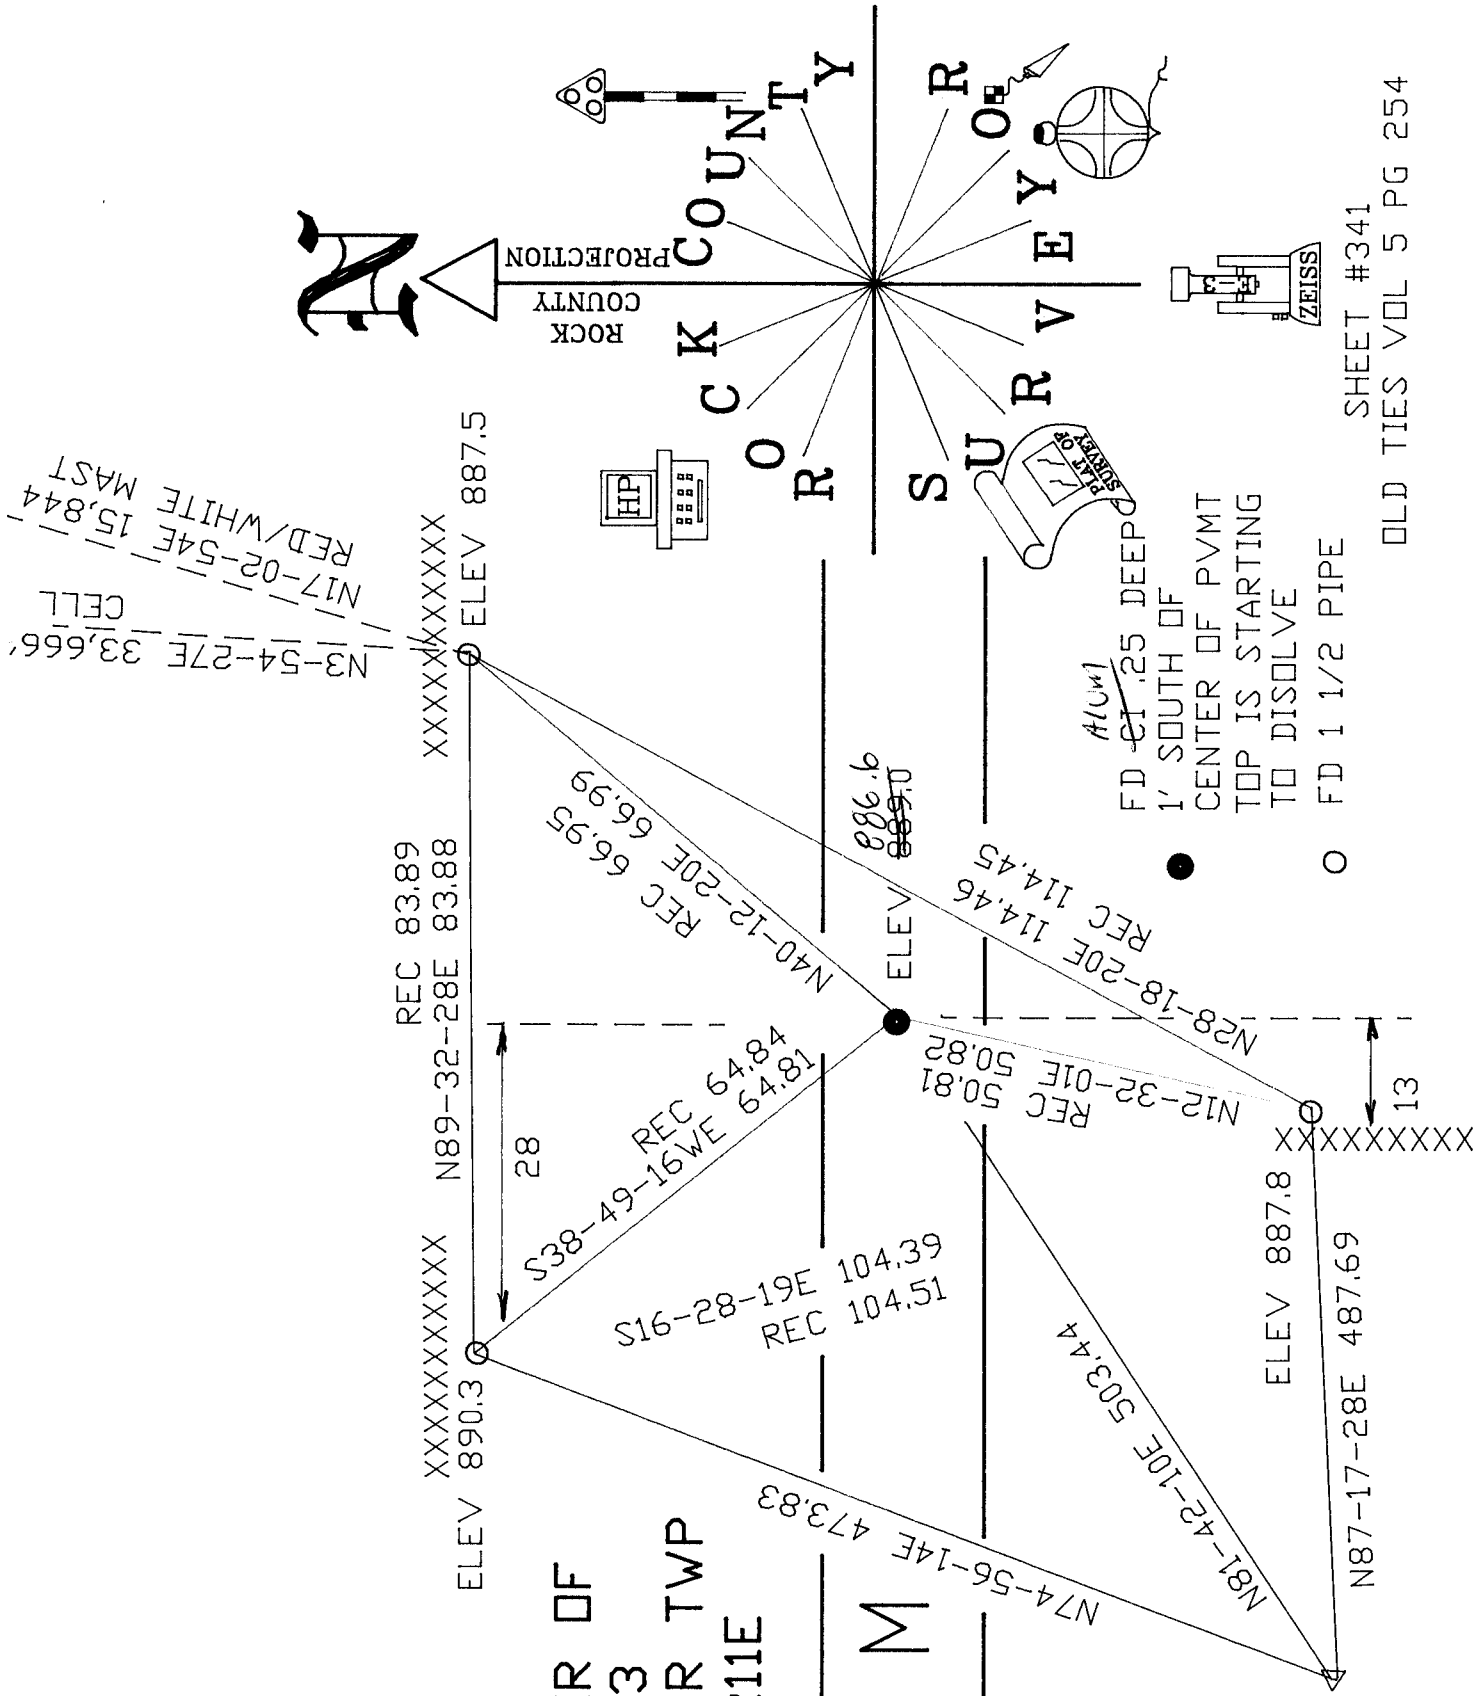 N
ROCK COUNTY
PROJECTION
ROCK COUNTY
SURVEYOR
HP
PLAT OF
SURVEY
ZEISS
N3-54-27E 33,666'
CELL
N17-02-54E 15,844
RED/WHITE MAST
XXXXXXXXXXX
ELEV 887.5
REC 83.89
N89-32-28E 83.88
28
XXXXXXXXXXX
ELEV 890.3
REC 64.84
S38-49-16WE 64.81
REC 66.95
N40-12-20E 66.99
S16-28-19E 104.39
REC 104.51
886.6
ELEV 889.0
N28-18-20E 114.46
REC 114.45
REC 50.81
N12-32-01E 50.82
13
XXXXXXXXX
ELEV 887.8
N74-56-14E 473.83
N81-42-10E 503.44
N87-17-28E 487.69
R OF
3
R TWP
11E
M
Alum
FD CI .25 DEEP
1' SOUTH OF
CENTER OF PVMT
TOP IS STARTING
TO DISOLVE
FD 1 1/2 PIPE
SHEET #341
OLD TIES VOL 5 PG 254